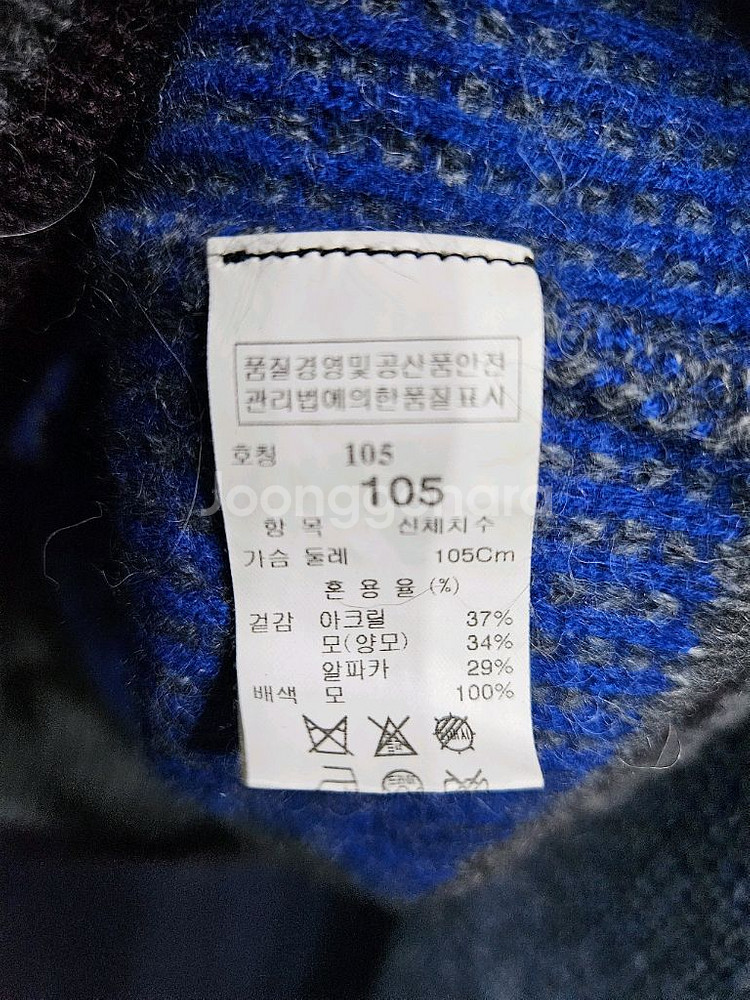 품질경영및공산품안전
관리법에의한품질표시
호칭 105
105
Joonggonara
항 목 신체치수
가슴 둘레 105Cm
혼 용 율 (%)
겉감 아크릴 37%
모(양모) 34%
알파카 29%
배색 모 100%